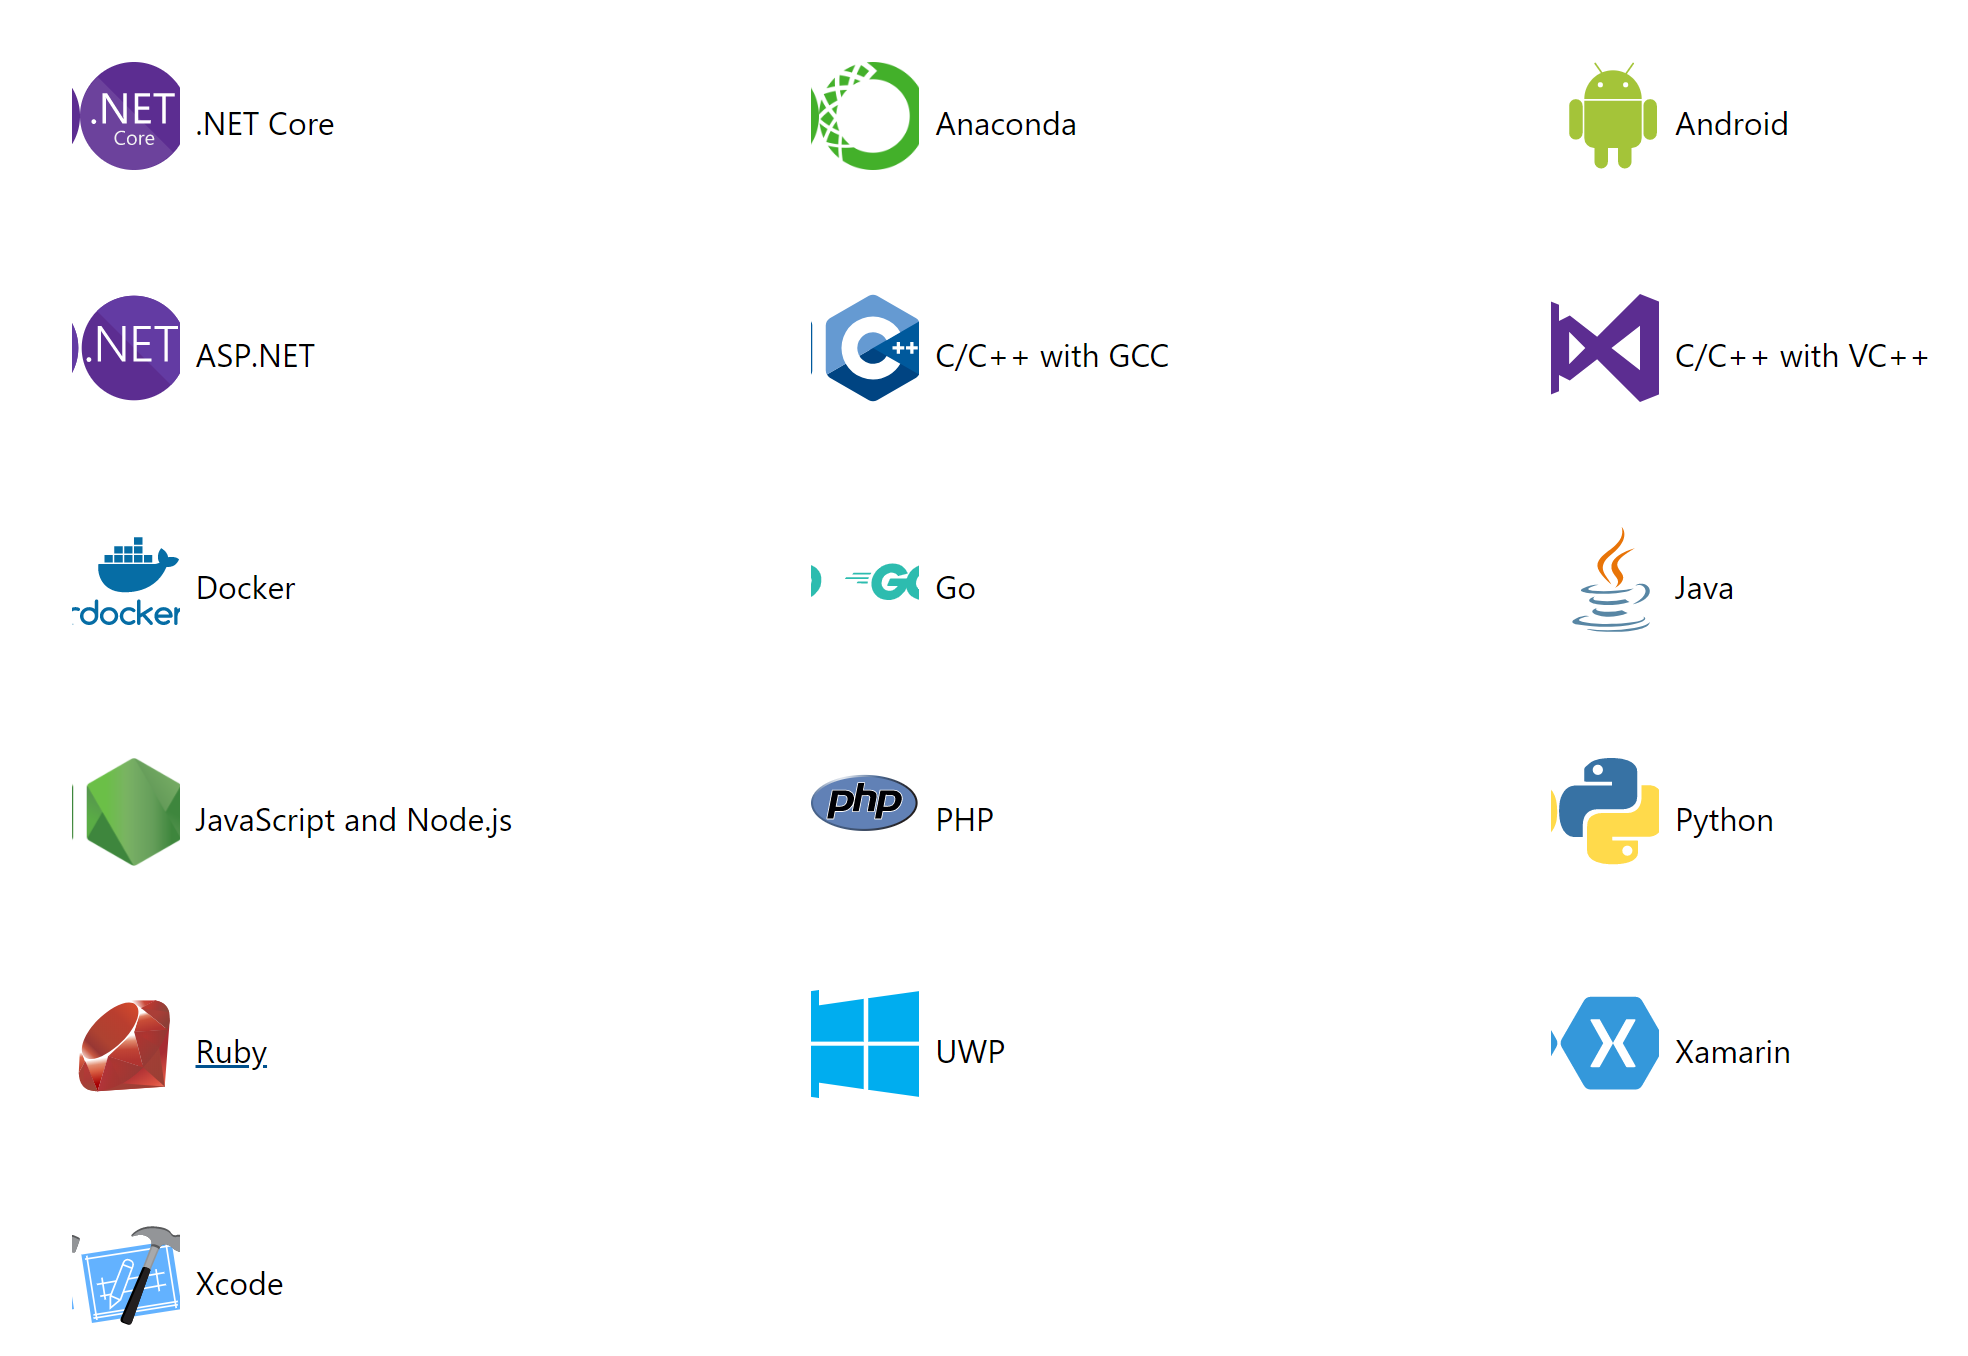 .NET
Core
.NET Core
Anaconda
Android
.NET
ASP.NET
C++
C/C++ with GCC
C/C++ with VC++
docker
Docker
GO
Go
Java
JavaScript and Node.js
php
PHP
Python
Ruby
UWP
X
Xamarin
Xcode